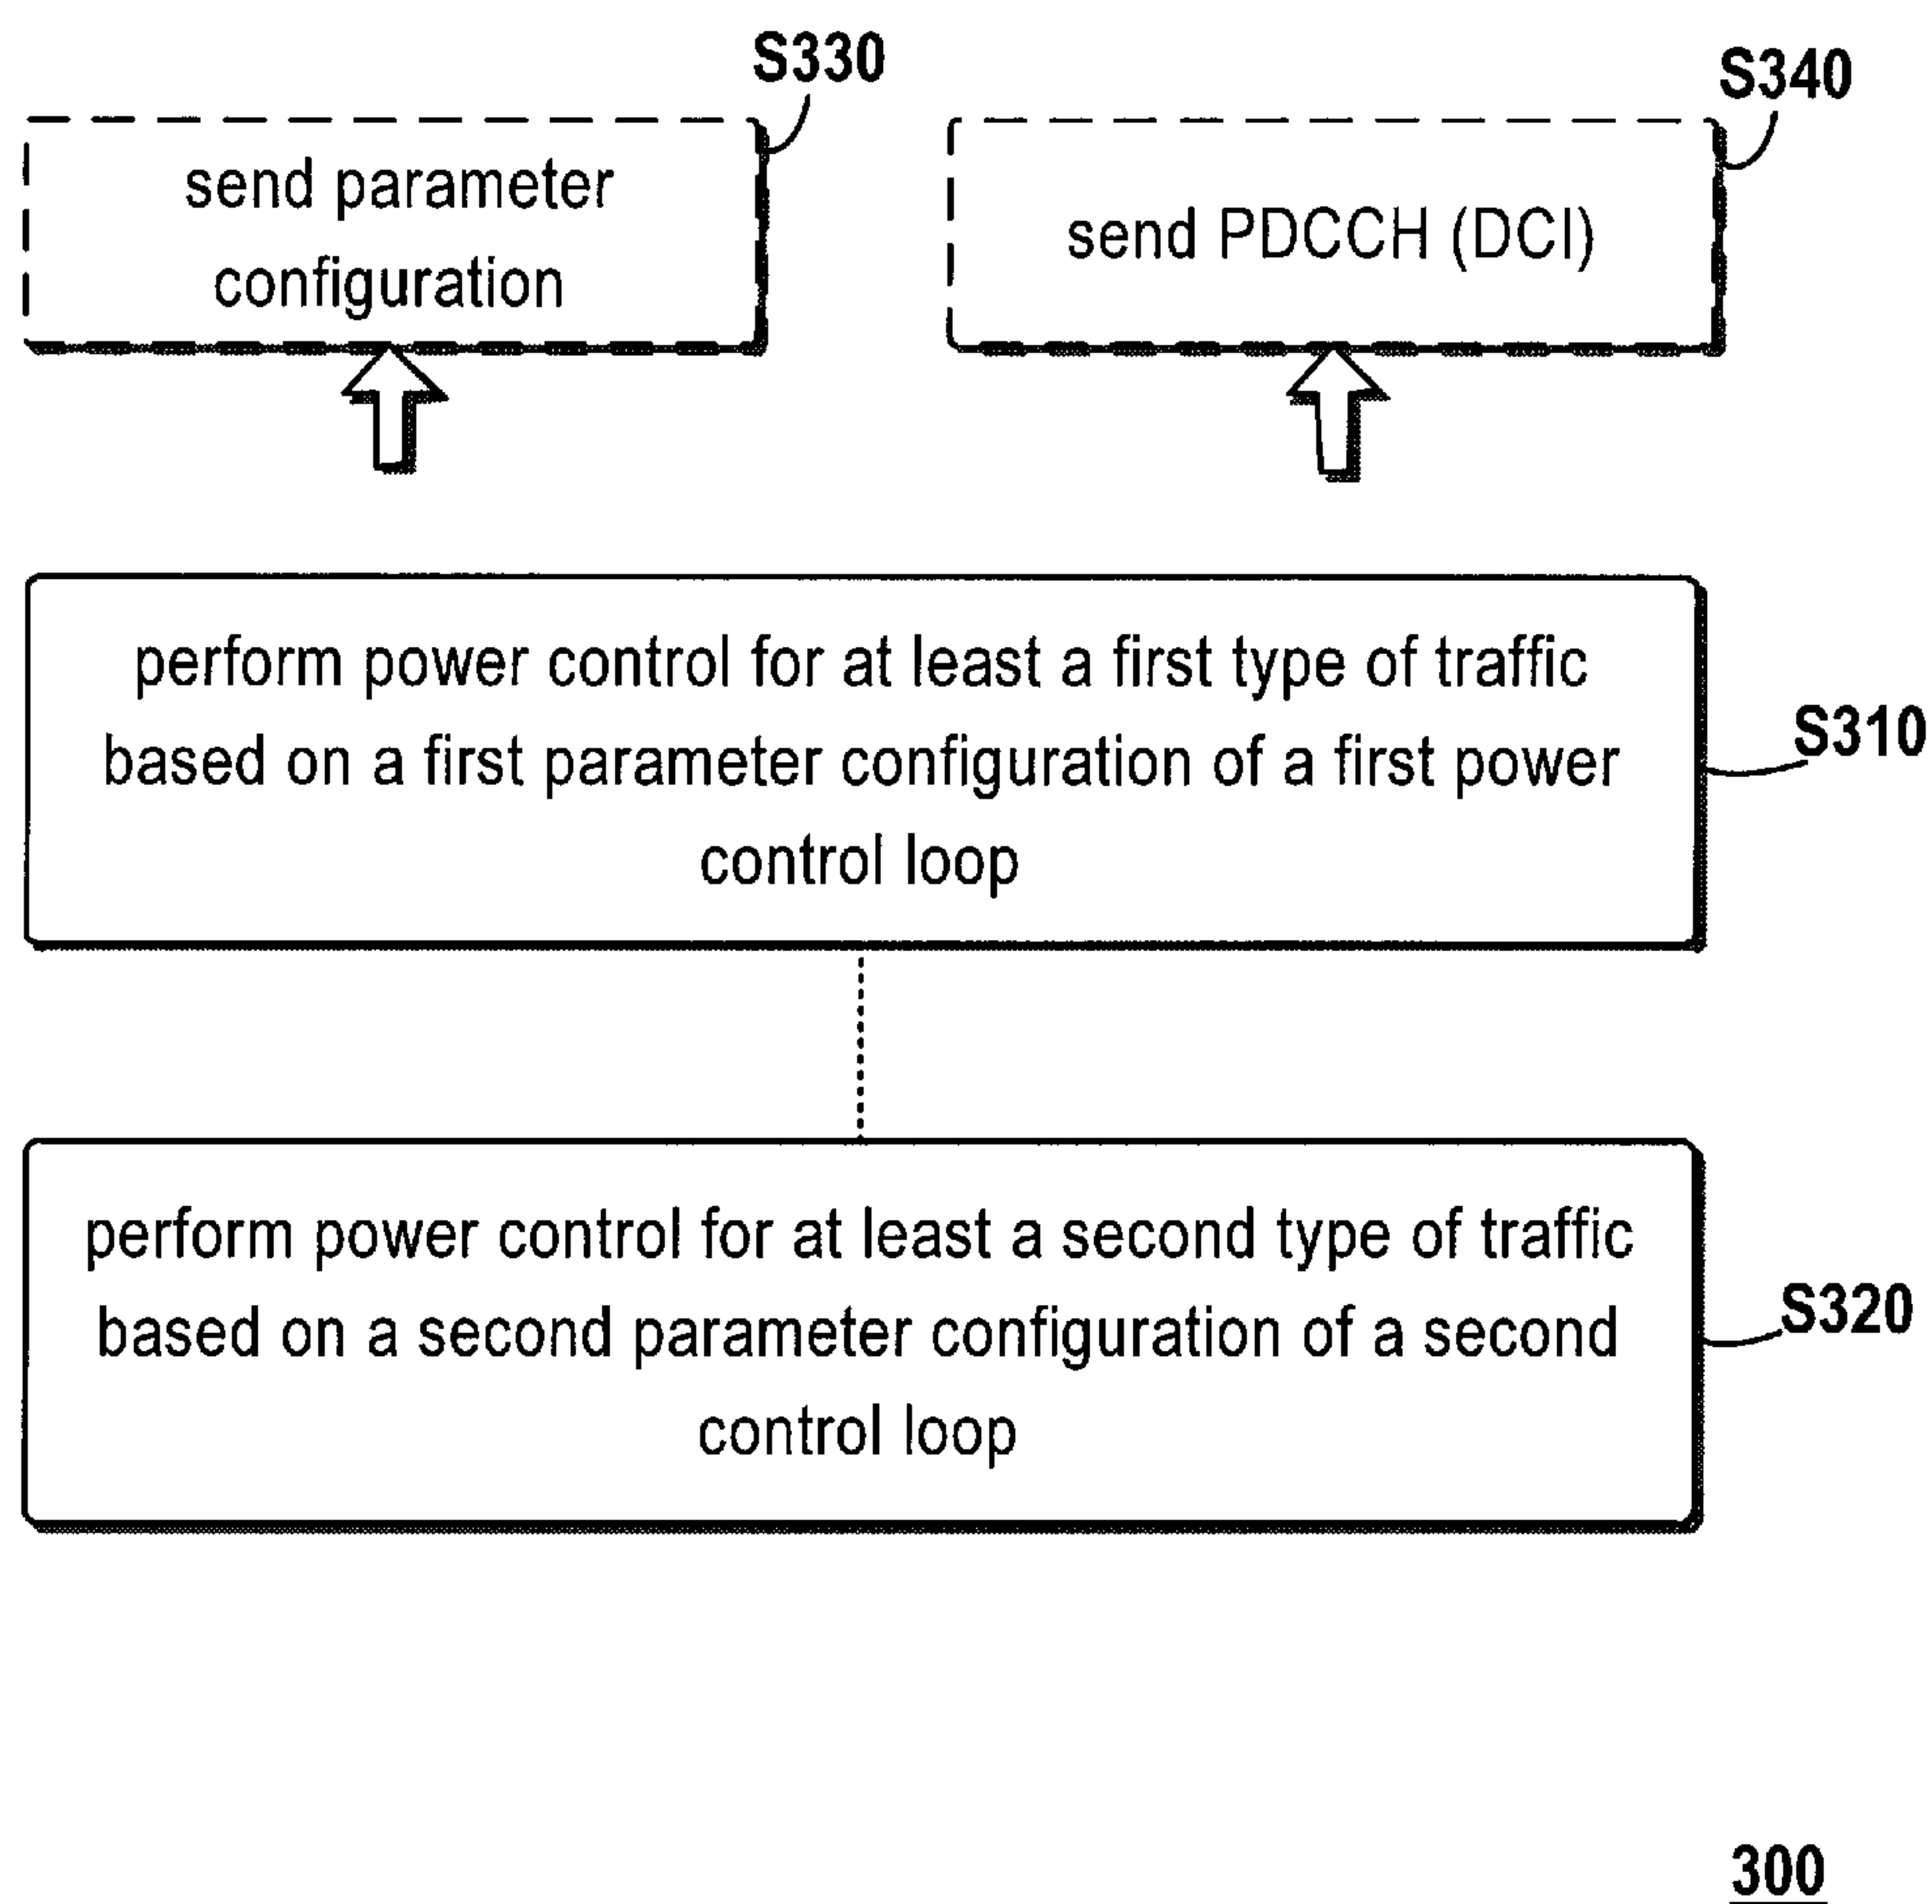 S330
S340
send parameter
configuration
send PDCCH (DCI)
perform power control for at least a first type of traffic
based on a first parameter configuration of a first power
control loop
S310
perform power control for at least a second type of traffic
based on a second parameter configuration of a second
control loop
S320
300